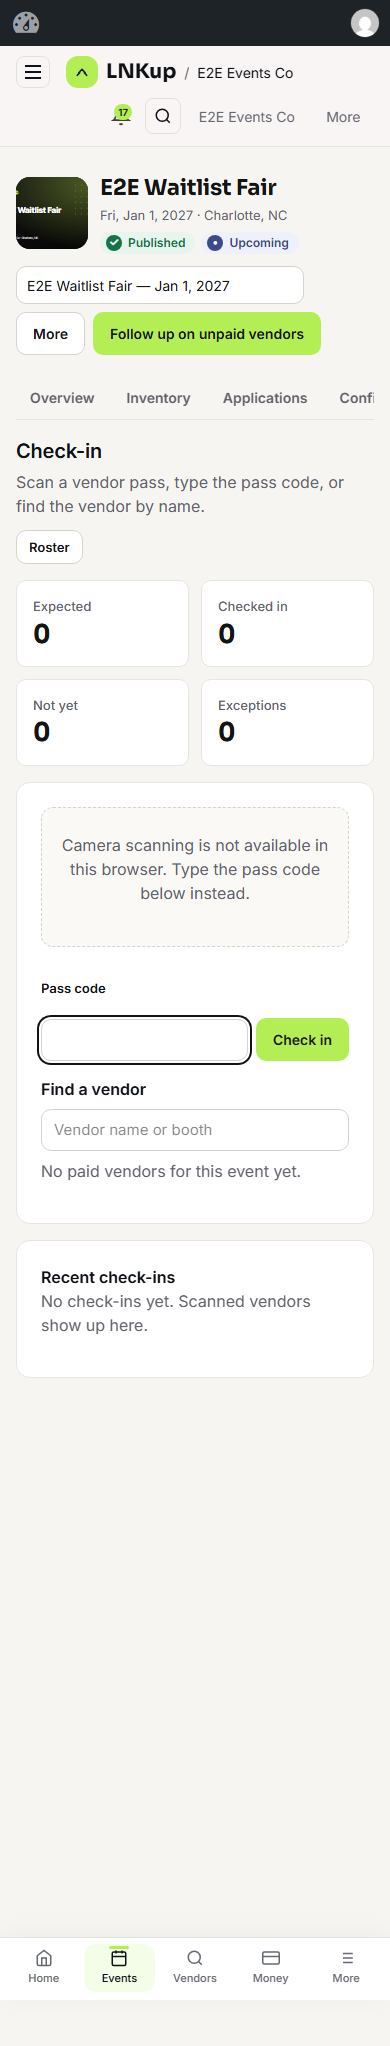 LNKup / E2E Events Co
17
E2E Events Co
More
Waitlist Fair
E2E Waitlist Fair
Fri, Jan 1, 2027 · Charlotte, NC
Published
Upcoming
E2E Waitlist Fair — Jan 1, 2027
More
Follow up on unpaid vendors
Overview
Inventory
Applications
Confi
Check-in
Scan a vendor pass, type the pass code, or
find the vendor by name.
Roster
Expected
0
Checked in
0
Not yet
0
Exceptions
0
Camera scanning is not available in
this browser. Type the pass code
below instead.
Pass code
Check in
Find a vendor
Vendor name or booth
No paid vendors for this event yet.
Recent check-ins
No check-ins yet. Scanned vendors
show up here.
Home
Events
Vendors
Money
More